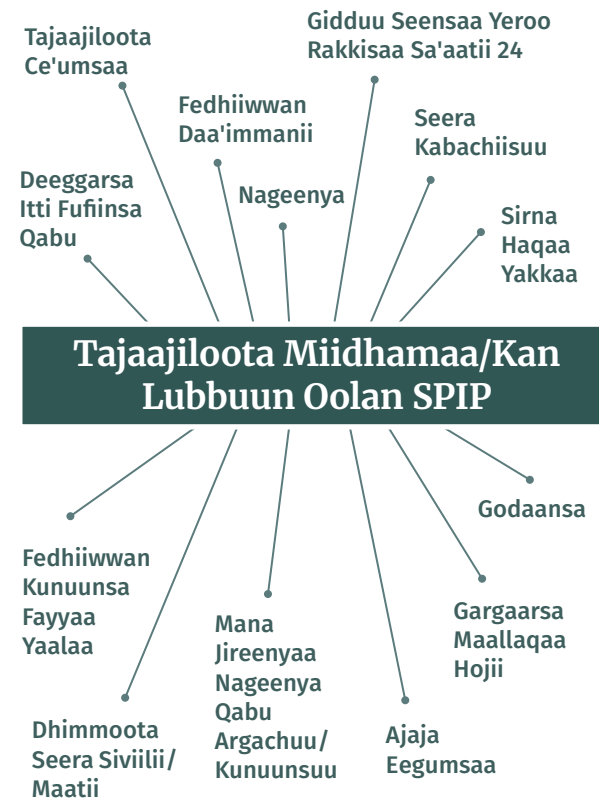 Tajaajiloota
Ce'umsaa
Gidduu Seensaa Yeroo
Rakkisaa Sa'aatii 24
Fedhiiwwan
Daa'immanii
Seera
Kabachiisuu
Deeggarsa
Itti Fufiinsa
Qabu
Nageenya
Sirna
Haqaa
Yakkaa
Tajaajiloota Miidhamaa/Kan
Lubbuun Oolan SPIP
Fedhiiwwan
Kunuunsa
Fayyaa
Yaalaa
Dhimmoota
Seera Siviilii/
Maatii
Mana
Jireenyaa
Nageenya
Qabu
Argachuu/
Kunuunsuu
Ajaja
Eegumsaa
Gargaarsa
Maallaqaa
Hojii
Godaansa